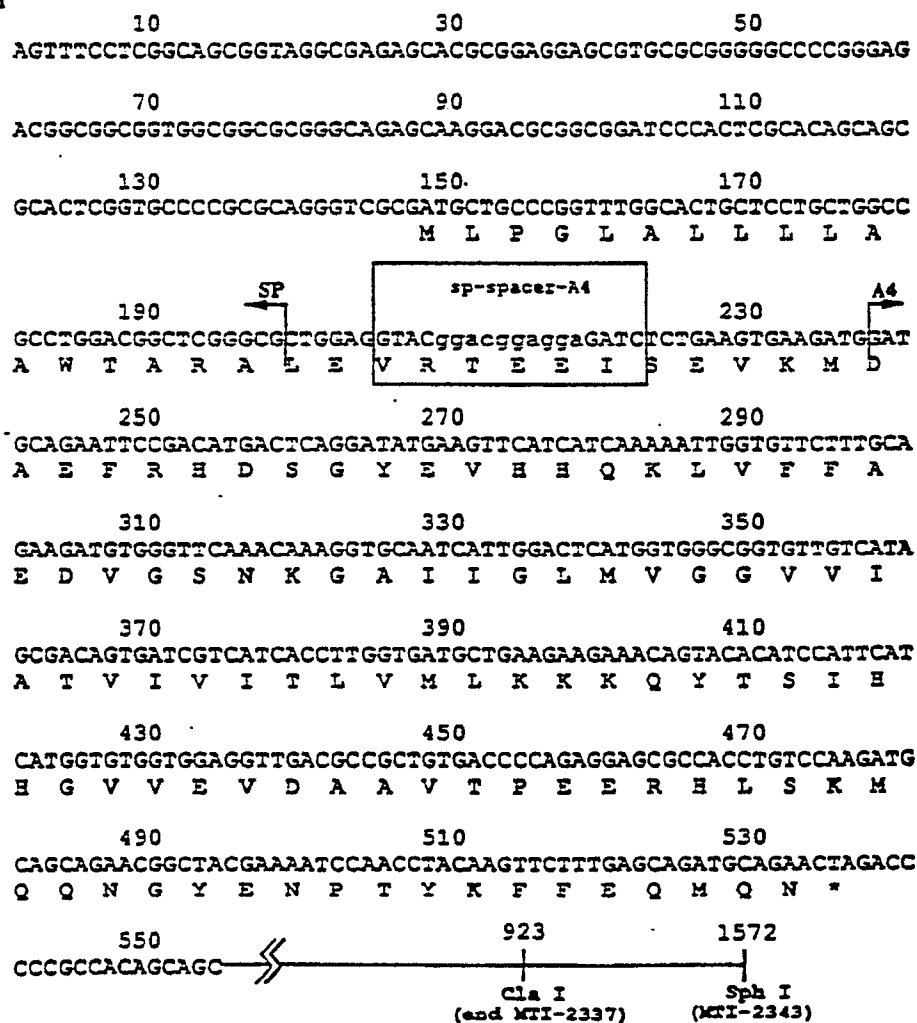 10 30 50
AGTTTCCTCGGCAGCGGTAGGCGAGAGCACGCGGAGGAGCGTGCGCGGGGGCCCCGGGAG
70 90 110
ACGGCGGCGGTGGCGGCGCGGGCAGAGCAAGGACGCGGCGGATCCCACTCGCACAGCAGC
130 150
170
GCACTCGGTGCCCCGCGCAGGGTCGCGATGCTGCCCGGTTTGGCACTGCTCCTGCTGGCC
M L P G L A L L L L A
SP sp-spacer-A4 A4
190 230
GCCTGGACGGCTCGGGCGCTGGAGGTACggacggaggaGATCTCTGAAGTGAAGATGGAT
A W T A R A L E V R T E E I S E V K M D
250 270 290
GCAGAATTCCGACATGACTCAGGATATGAAGTTCATCATCAAAAATTGGTGTTCTTTGCA
A E F R H D S G Y E V H H Q K L V F F A
310 330 350
GAAGATGTGGGTTCAAACAAAGGTGCAATCATTGGACTCATGGTGGGCGGTGTTGTCATA
E D V G S N K G A I I G L M V G G V V I
370 390 410
GCGACAGTGATCGTCATCACCTTGGTGATGCTGAAGAAGAAACAGTACACATCCATTCAT
A T V I V I T L V M L K K K Q Y T S I H
430 450 470
CATGGTGTGGTGGAGGTTGACGCCGCTGTGACCCCAGAGGAGCGCCACCTGTCCAAGATG
H G V V E V D A A V T P E E R H L S K M
490 510 530
CAGCAGAACGGCTACGAAAATCCAACCTACAAGTTCTTTGAGCAGATGCAGAACTAGACC
Q Q N G Y E N P T Y K F F E Q M Q N *
550 923 1572
CCCGCCACAGCAGC
Cla I Sph I
(end MTI-2337) (MTI-2343)